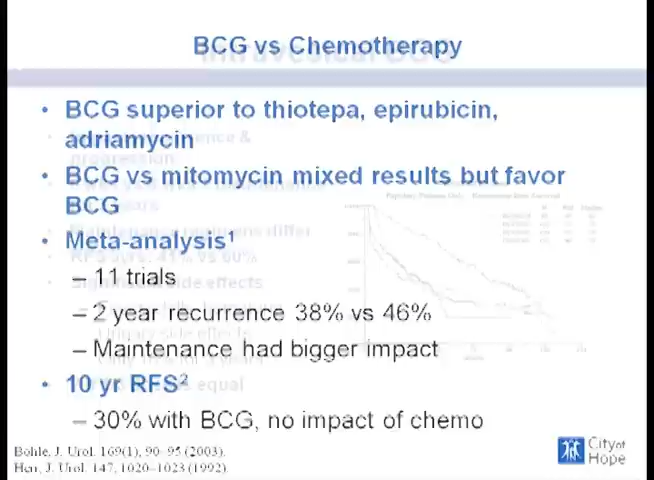 BCG vs Chemotherapy
• BCG superior to thiotepa, epirubicin,
adriamycin
• BCG vs mitomycin mixed results but favor
BCG
• Meta-analysis¹
– 11 trials
– 2 year recurrence 38% vs 46%
– Maintenance had bigger impact
• 10 yr RFS²
– 30% with BCG, no impact of chemo
Bohle, J. Urol. 169(1), 90–95 (2003).
Herr, J. Urol. 147, 1020–1023 (1992).
City of
Hope